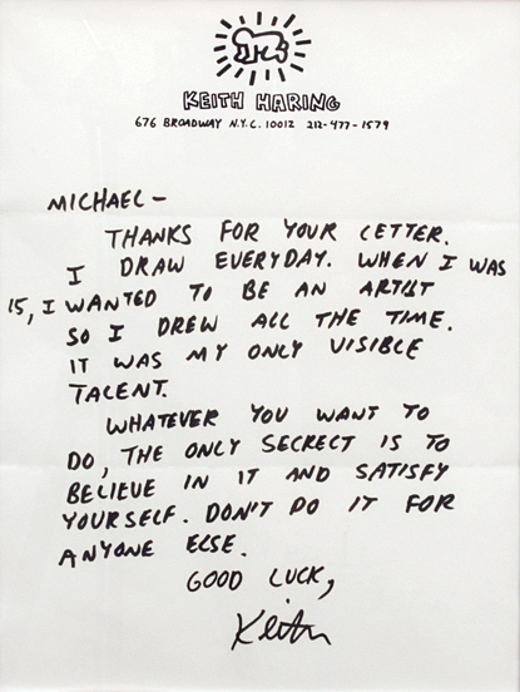 KEITH HARING
676 BROADWAY N.Y.C. 10012 212-477-1579
MICHAEL -
THANKS FOR YOUR LETTER.
I DRAW EVERYDAY. WHEN I WAS
15, I WANTED TO BE AN ARTIST
SO I DREW ALL THE TIME.
IT WAS MY ONLY VISIBLE
TALENT.
WHATEVER YOU WANT TO
DO, THE ONLY SECRECT IS TO
BELIEVE IN IT AND SATISFY
YOURSELF. DON'T DO IT FOR
ANYONE ELSE.
GOOD LUCK,
Keith